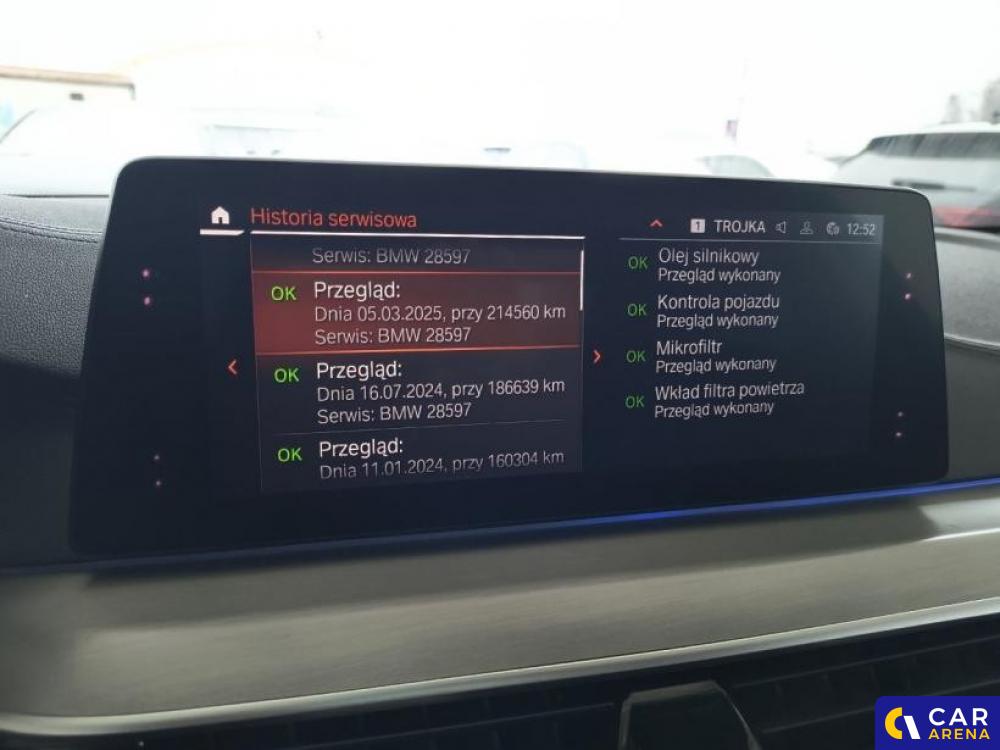 Historia serwisowa
1 TROJKA 12:52
Serwis: BMW 28597
OK Przegląd:
Dnia 05.03.2025, przy 214560 km
Serwis: BMW 28597
OK Przegląd:
Dnia 16.07.2024, przy 186639 km
Serwis: BMW 28597
OK Przegląd:
Dnia 11.01.2024, przy 160304 km
OK Olej silnikowy
Przegląd wykonany
OK Kontrola pojazdu
Przegląd wykonany
OK Mikrofiltr
Przegląd wykonany
OK Wkład filtra powietrza
Przegląd wykonany
CAR
ARENA